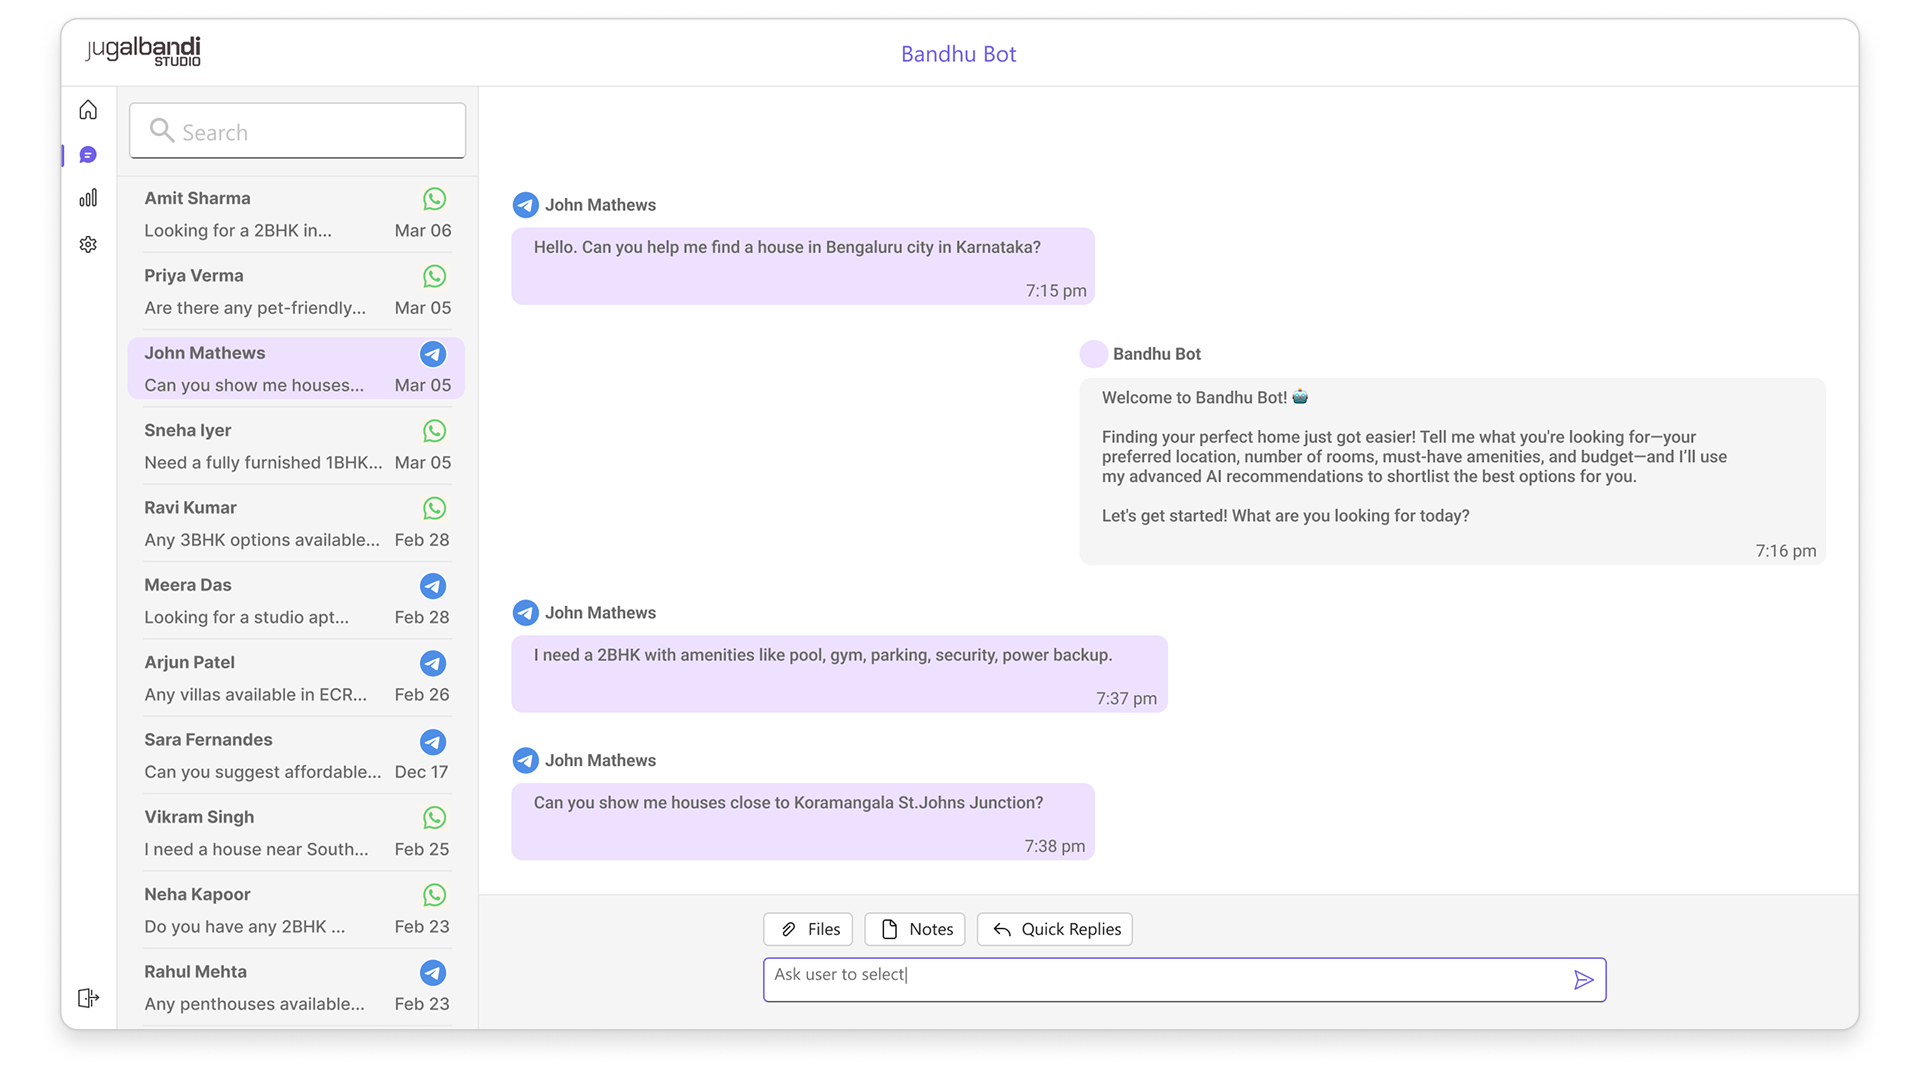 jugalbandi
STUDIO
Bandhu Bot
Search
Amit Sharma
Looking for a 2BHK in... Mar 06
Priya Verma
Are there any pet-friendly... Mar 05
John Mathews
Can you show me houses... Mar 05
Sneha Iyer
Need a fully furnished 1BHK... Mar 05
Ravi Kumar
Any 3BHK options available... Feb 28
Meera Das
Looking for a studio apt... Feb 28
Arjun Patel
Any villas available in ECR... Feb 26
Sara Fernandes
Can you suggest affordable... Dec 17
Vikram Singh
I need a house near South... Feb 25
Neha Kapoor
Do you have any 2BHK ... Feb 23
Rahul Mehta
Any penthouses available... Feb 23
John Mathews
Hello. Can you help me find a house in Bengaluru city in Karnataka?
7:15 pm
Bandhu Bot
Welcome to Bandhu Bot! 🤖
Finding your perfect home just got easier! Tell me what you're looking for—your
preferred location, number of rooms, must-have amenities, and budget—and I’ll use
my advanced AI recommendations to shortlist the best options for you.
Let's get started! What are you looking for today?
7:16 pm
John Mathews
I need a 2BHK with amenities like pool, gym, parking, security, power backup.
7:37 pm
John Mathews
Can you show me houses close to Koramangala St.Johns Junction?
7:38 pm
Files
Notes
Quick Replies
Ask user to select